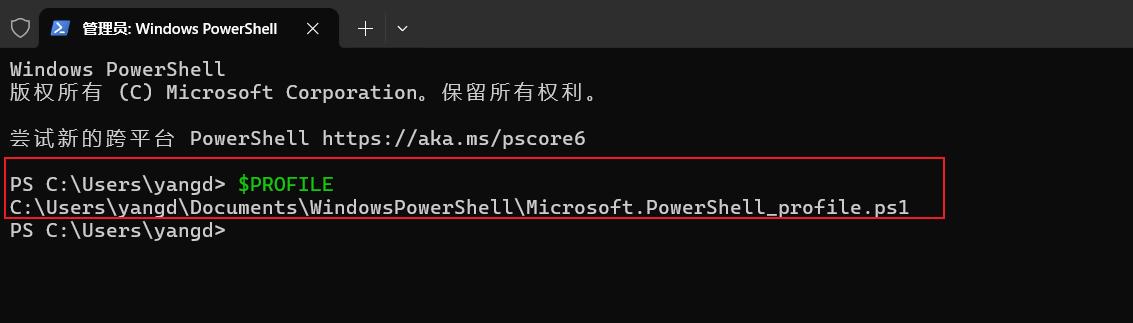 管理员: Windows PowerShell
Windows PowerShell
版权所有 (C) Microsoft Corporation。保留所有权利。
尝试新的跨平台 PowerShell https://aka.ms/pscore6
PS C:\Users\yangd> $PROFILE
C:\Users\yangd\Documents\WindowsPowerShell\Microsoft.PowerShell_profile.ps1
PS C:\Users\yangd>